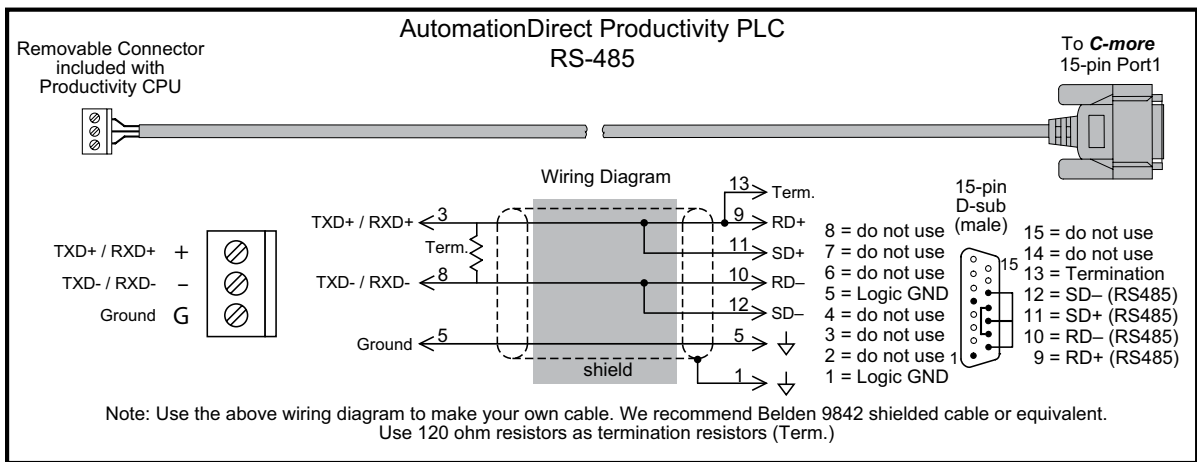 AutomationDirect Productivity PLC
RS-485
Removable Connector
included with
Productivity CPU
To C-more
15-pin Port1
Wiring Diagram
TXD+ / RXD+ +
TXD- / RXD- –
Ground G
TXD+ / RXD+ 3
Term.
TXD- / RXD- 8
Ground 5
shield
13 Term.
9 RD+
11 SD+
10 RD–
12 SD–
5
1
8 = do not use
7 = do not use
6 = do not use
5 = Logic GND
4 = do not use
3 = do not use
2 = do not use
1 = Logic GND
15-pin
D-sub
(male)
15
1
15 = do not use
14 = do not use
13 = Termination
12 = SD– (RS485)
11 = SD+ (RS485)
10 = RD– (RS485)
9 = RD+ (RS485)
Note: Use the above wiring diagram to make your own cable. We recommend Belden 9842 shielded cable or equivalent.
Use 120 ohm resistors as termination resistors (Term.)